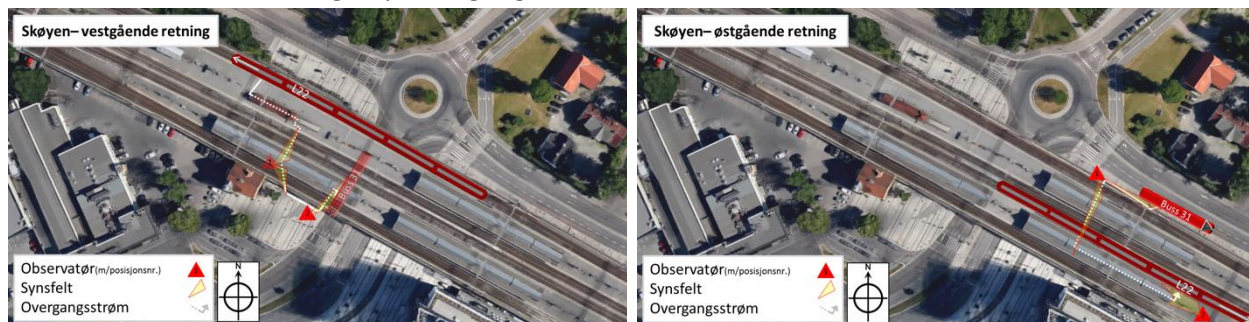 Skøyen– vestgående retning
L22
Buss 31
Observatør(m/posisjonsnr.)
Synsfelt
Overgangsstrøm
N
Skøyen– østgående retning
Buss 31
L22
Observatør(m/posisjonsnr.)
Synsfelt
Overgangsstrøm
N